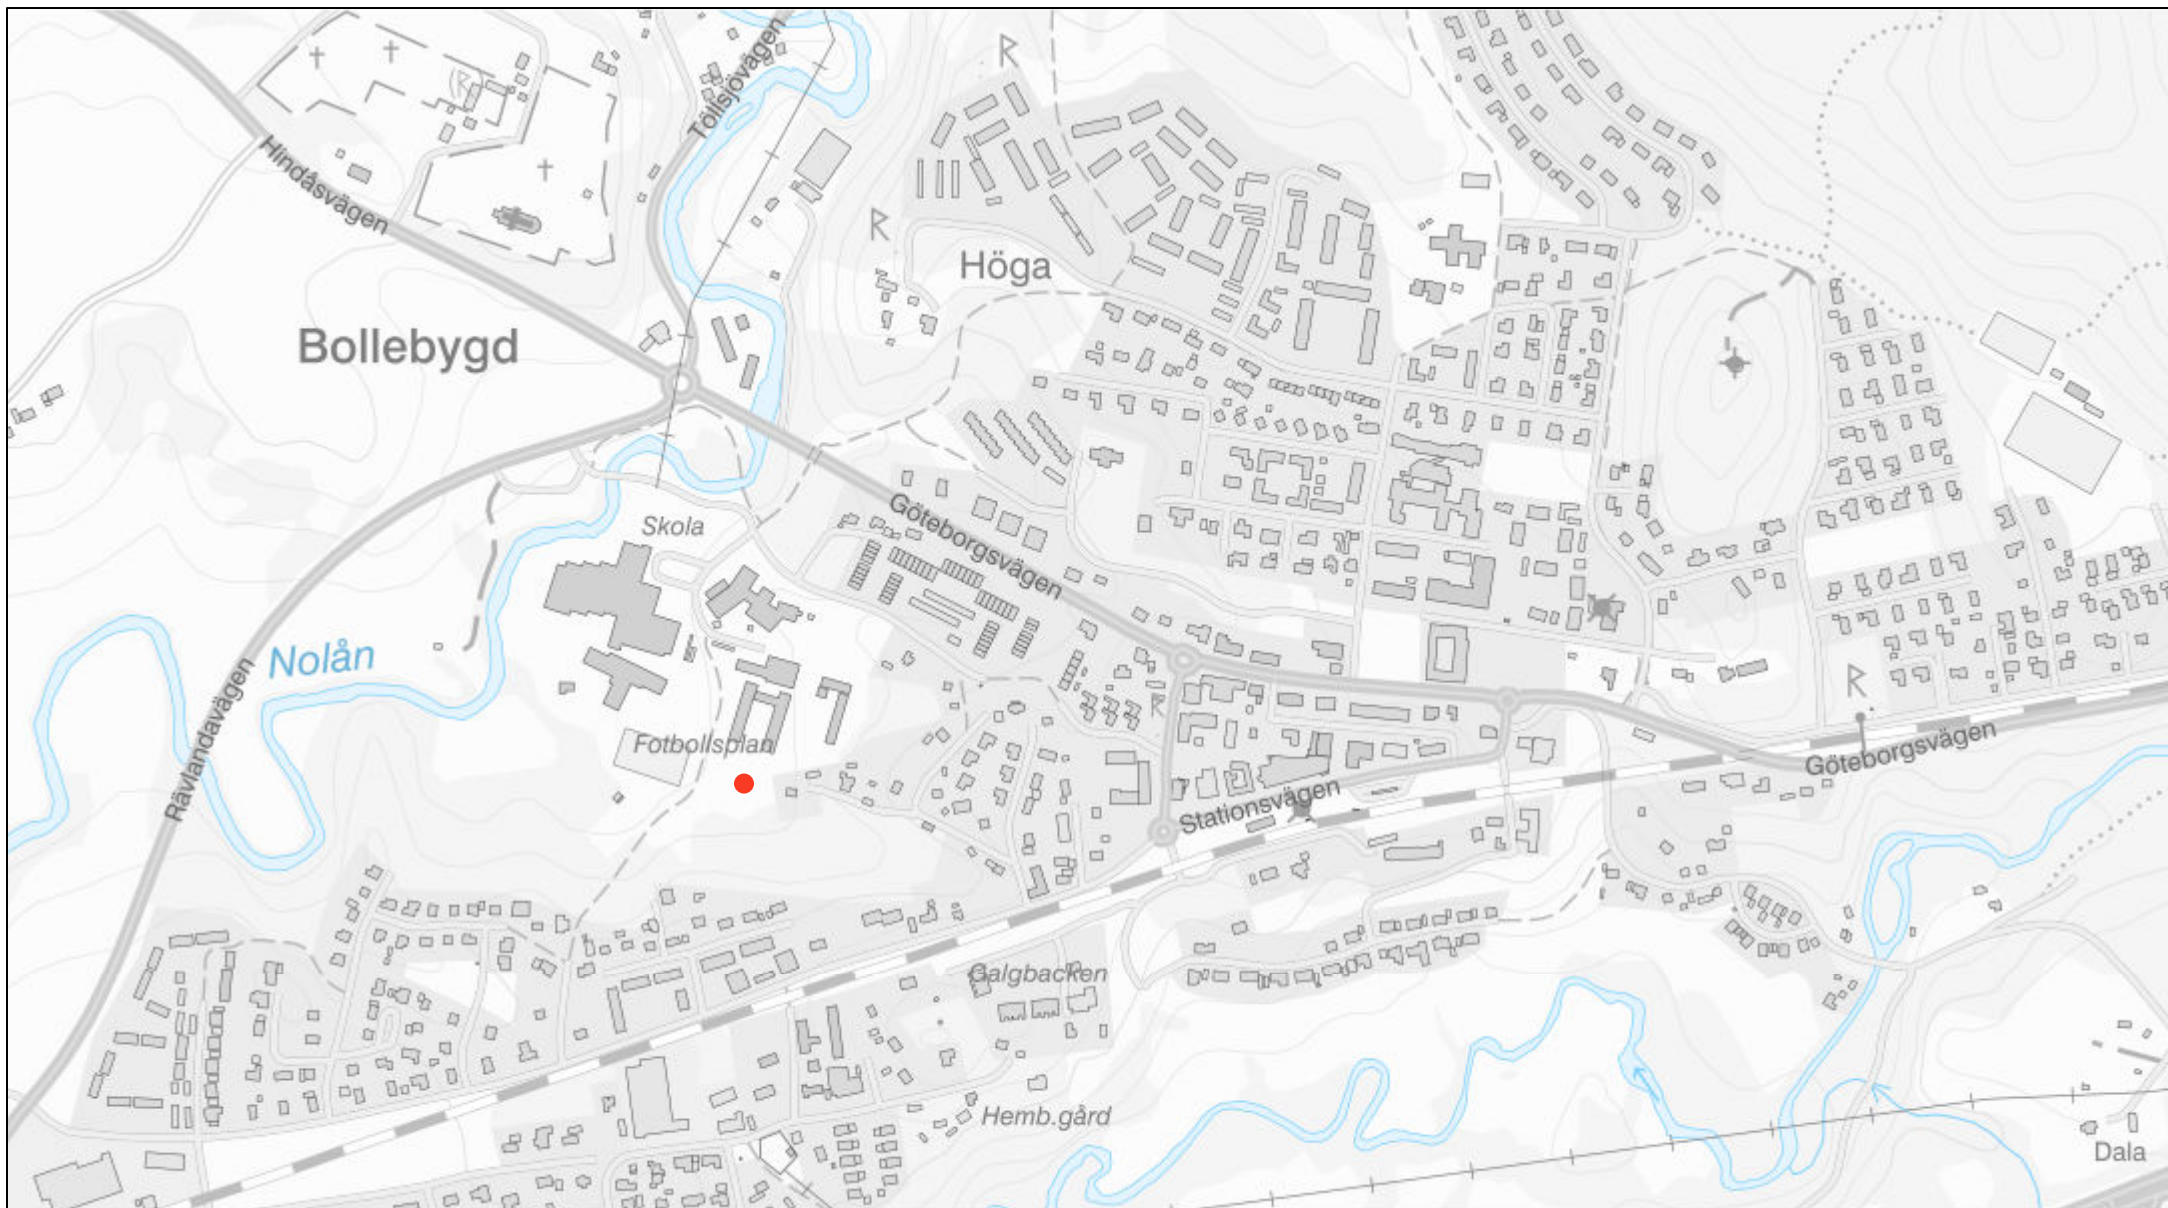 Töllsjövägen
Hindåsvägen
Höga
Bollebygd
Göteborgsvägen
Skola
Nolån
Rävlandavägen
Fotbollsplan
Göteborgsvägen
Stationsvägen
Galgbacken
Hemb.gård
Dala